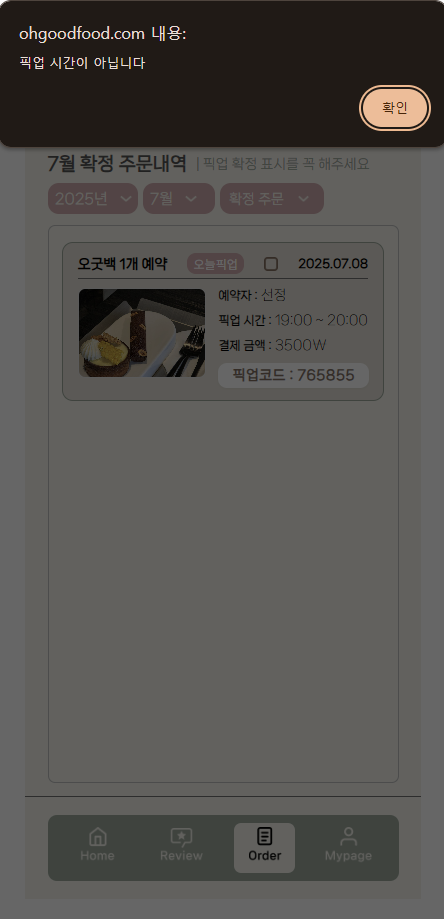 ohgoodfood.com 내용:
픽업 시간이 아닙니다
확인
7월 확정 주문내역 | 픽업 확정 표시를 꼭 해주세요
2025년 7월 확정 주문
오굿백 1개 예약 오늘픽업 2025.07.08
예약자 : 선정
픽업 시간 : 19:00 ~ 20:00
결제 금액 : 3500₩
픽업코드 : 765855
Home Review Order Mypage